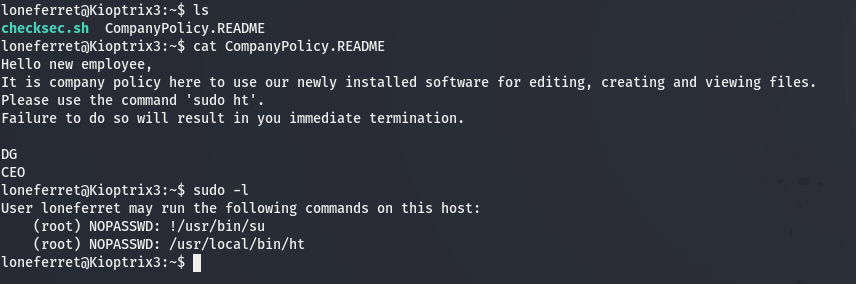 loneferret@Kioptrix3:~$ ls
checksec.sh  CompanyPolicy.README
loneferret@Kioptrix3:~$ cat CompanyPolicy.README
Hello new employee,
It is company policy here to use our newly installed software for editing, creating and viewing files.
Please use the command 'sudo ht'.
Failure to do so will result in you immediate termination.

DG
CEO
loneferret@Kioptrix3:~$ sudo -l
User loneferret may run the following commands on this host:
    (root) NOPASSWD: !/usr/bin/su
    (root) NOPASSWD: /usr/local/bin/ht
loneferret@Kioptrix3:~$